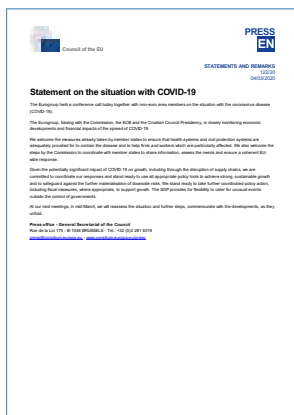 Council of the EU
PRESS
EN
STATEMENTS AND REMARKS
122/20
04/03/2020
Statement on the situation with COVID-19
The Eurogroup held a conference call today together with non-euro area members on the situation with the coronavirus disease
(COVID-19).
The Eurogroup, liaising with the Commission, the ECB and the Croatian Council Presidency, is closely monitoring economic
developments and financial impacts of the spread of COVID-19.
We welcome the measures already taken by member states to ensure that health systems and civil protection systems are
adequately provided for to contain the disease and to help firms and workers which are particularly affected. We also welcome the
steps by the Commission to coordinate with member states to share information, assess the needs and ensure a coherent EU-
wide response.
Given the potentially significant impact of COVID-19 on growth, including through the disruption of supply chains, we are
committed to coordinate our responses and stand ready to use all appropriate policy tools to achieve strong, sustainable growth
and to safeguard against the further materialisation of downside risks. We stand ready to take further coordinated policy action,
including fiscal measures, where appropriate, to support growth. The SGP provides for flexibility to cater for unusual events
outside the control of governments.
At our next meetings, in mid-March, we will reassess the situation and further steps, commensurate with the developments, as they
unfold.
Press office - General Secretariat of the Council
Rue de la Loi 175 - B-1048 BRUSSELS - Tel.: +32 (0)2 281 6319
press@consilium.europa.eu - www.consilium.europa.eu/press